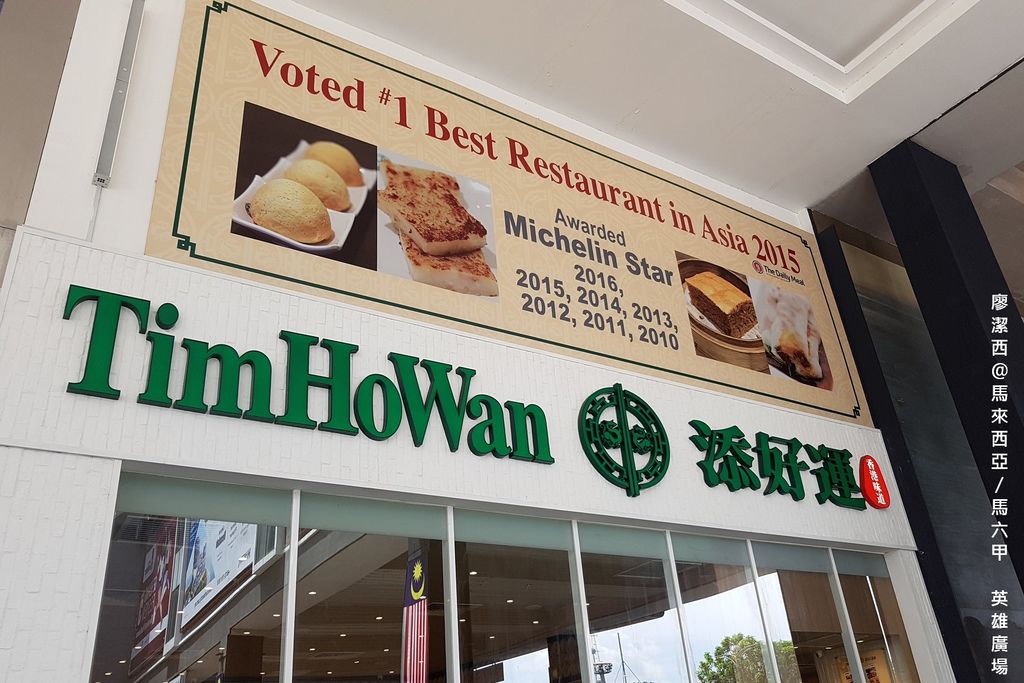 Voted #1 Best Restaurant in Asia 2015
The Daily Meal
Awarded
Michelin Star
2016,
2015, 2014, 2013,
2012, 2011, 2010
TimHoWan 添好運
香港味道
廖潔西@馬來西亞/馬六甲 英雄廣場